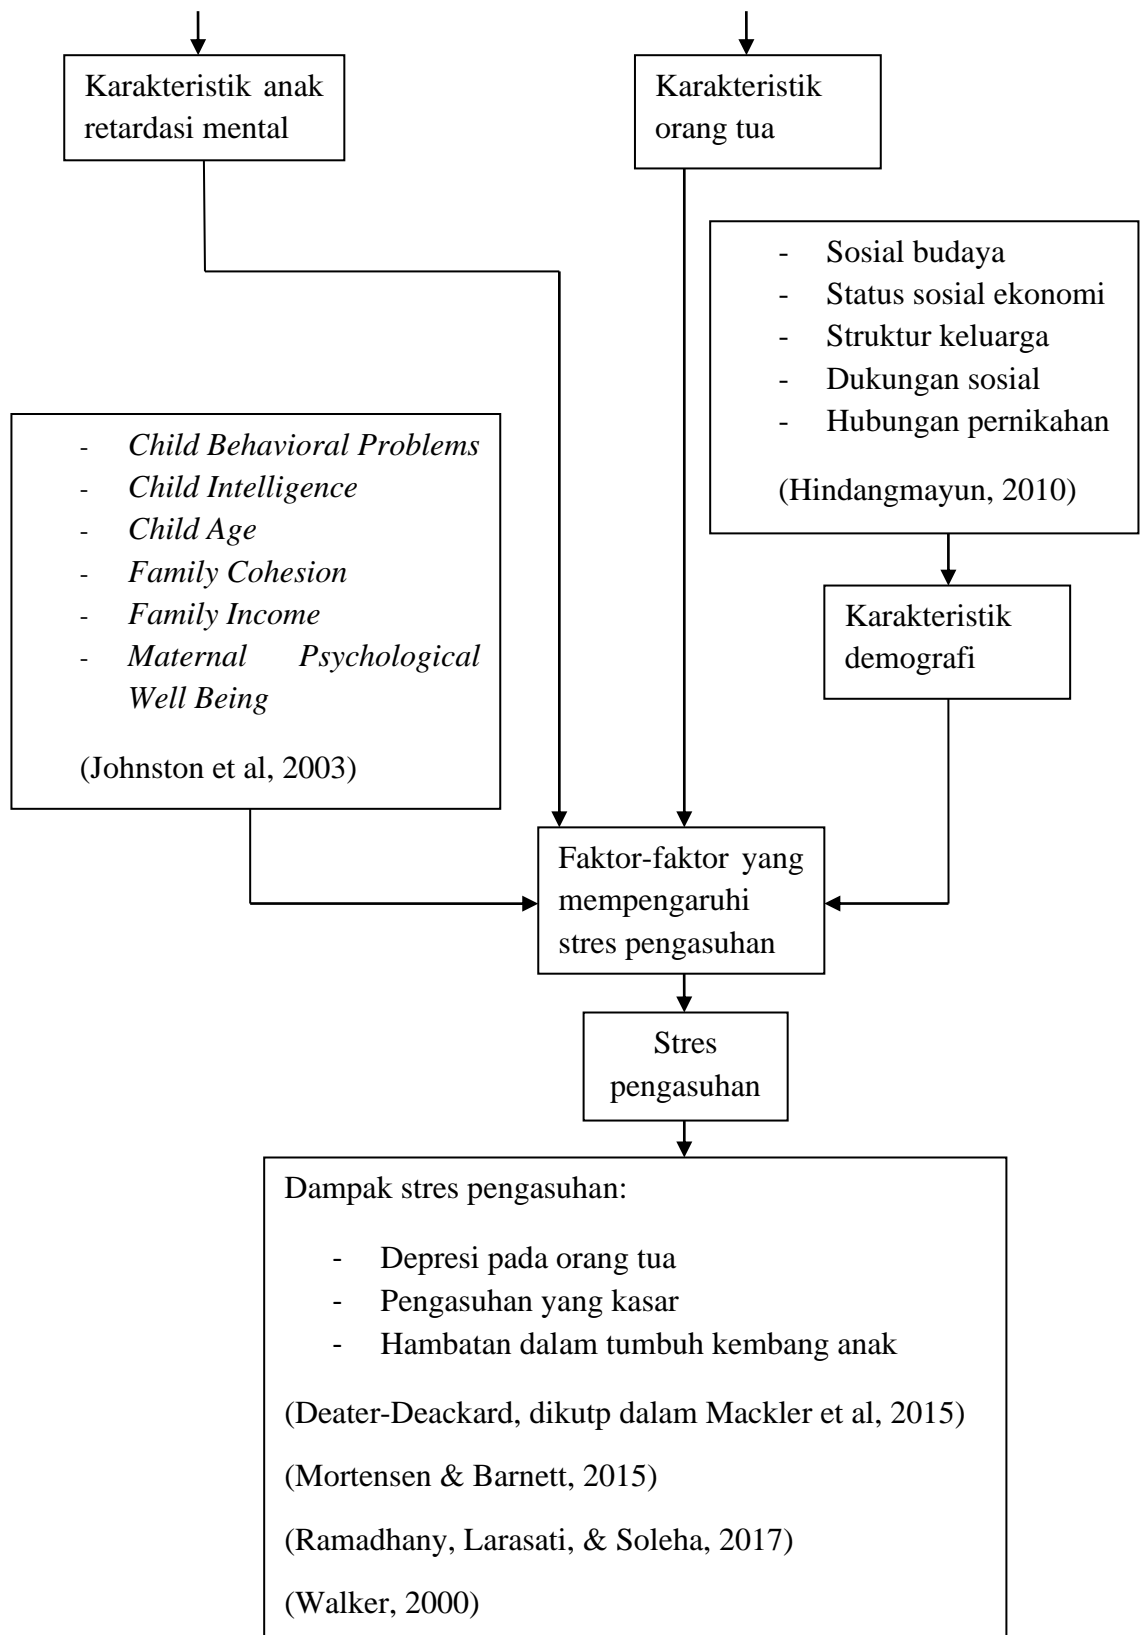 Karakteristik anak
retardasi mental
Karakteristik
orang tua
- Sosial budaya
- Status sosial ekonomi
- Struktur keluarga
- Dukungan sosial
- Hubungan pernikahan
(Hindangmayun, 2010)
- Child Behavioral Problems
- Child Intelligence
- Child Age
- Family Cohesion
- Family Income
- Maternal Psychological
Well Being
(Johnston et al, 2003)
Karakteristik
demografi
Faktor-faktor yang
mempengaruhi
stres pengasuhan
Stres
pengasuhan
Dampak stres pengasuhan:
- Depresi pada orang tua
- Pengasuhan yang kasar
- Hambatan dalam tumbuh kembang anak
(Deater-Deackard, dikutp dalam Mackler et al, 2015)
(Mortensen & Barnett, 2015)
(Ramadhany, Larasati, & Soleha, 2017)
(Walker, 2000)